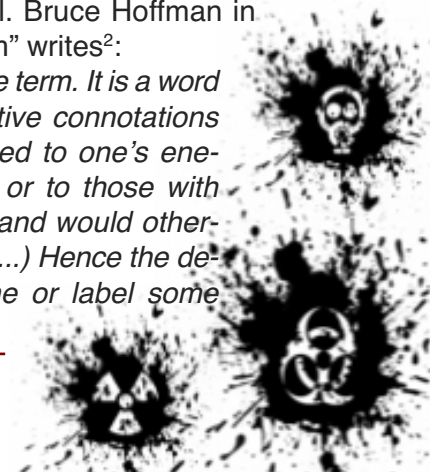 l. Bruce Hoffman in
n” writes²:
e term. It is a word
tive connotations
ed to one’s ene-
or to those with
and would other-
...) Hence the de-
ne or label some